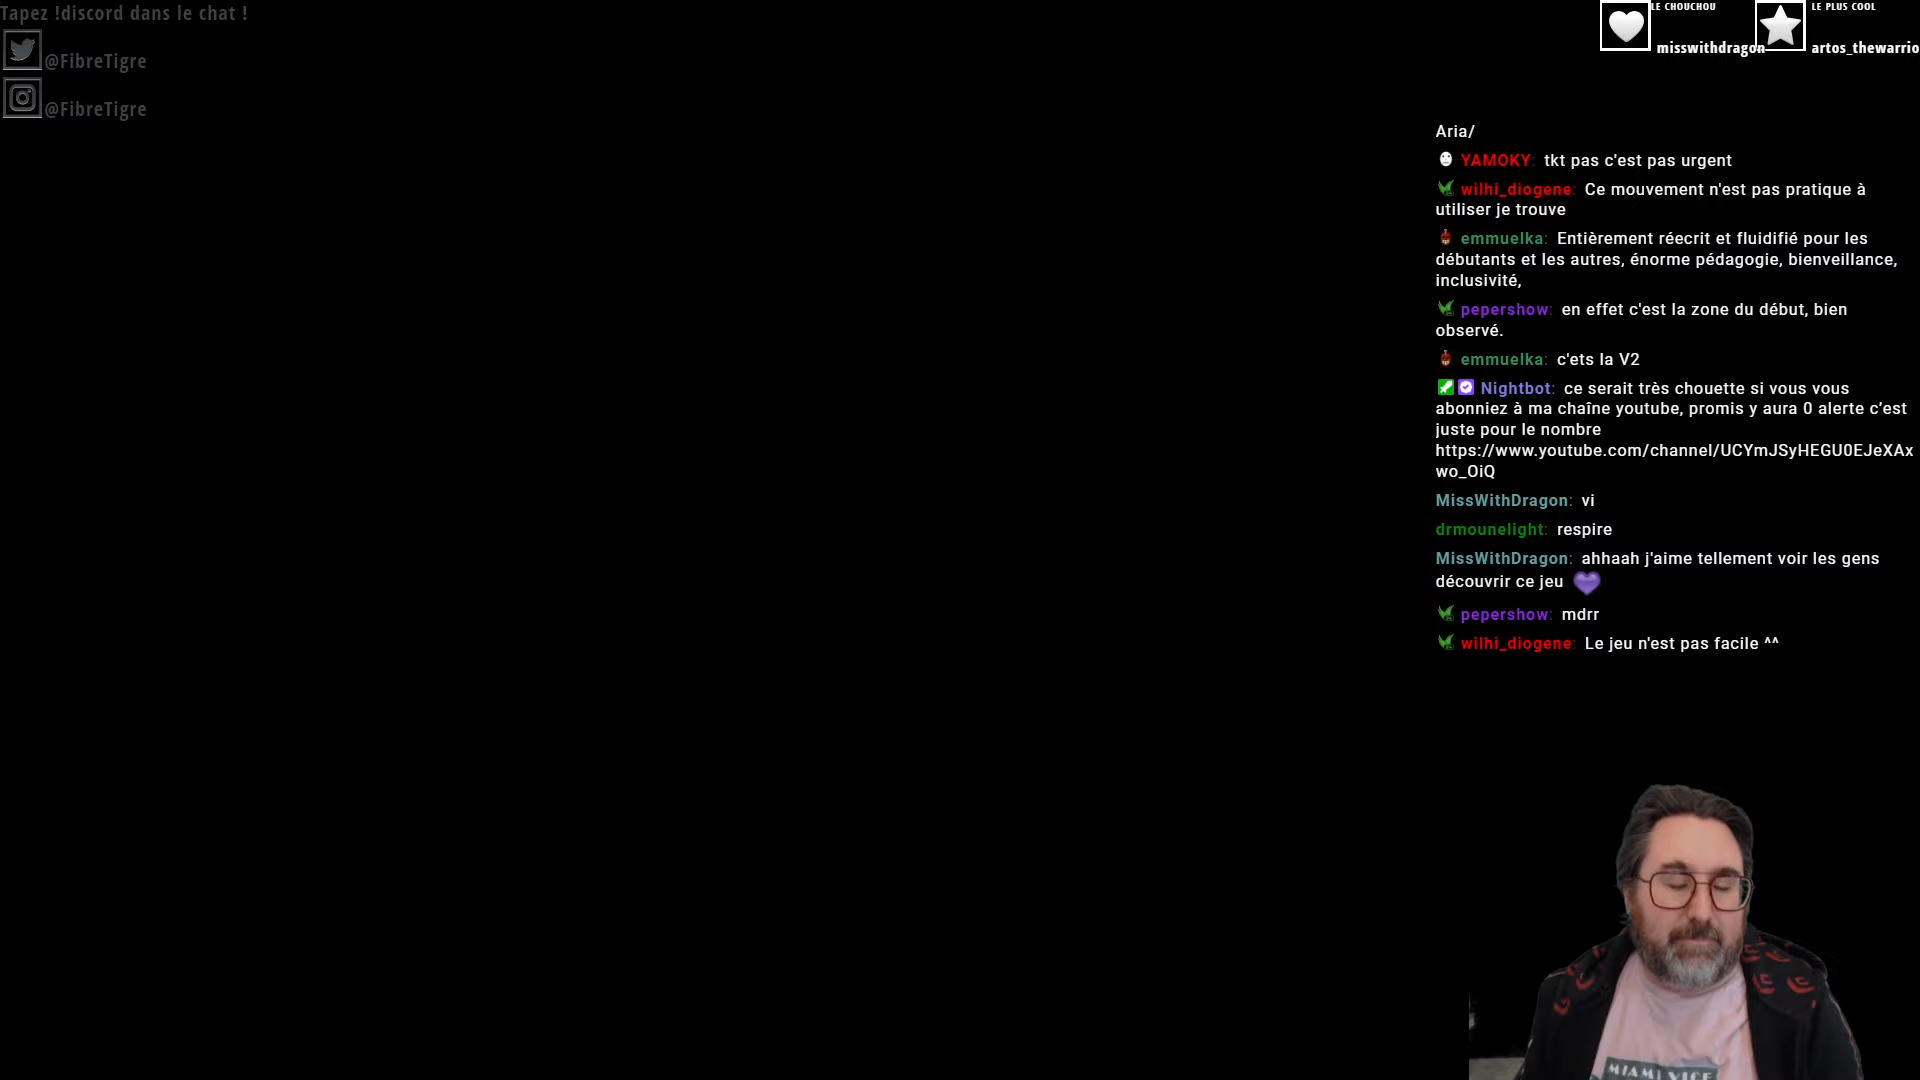 Tapez !discord dans le chat !
@FibreTigre
@FibreTigre
LE CHOUCHOU
misswithdragon
LE PLUS COOL
artos_thewarrio
Aria/
YAMOKY: tkt pas c'est pas urgent
wilhi_diogene: Ce mouvement n'est pas pratique à
utiliser je trouve
emmuelka: Entièrement réecrit et fluidifié pour les
débutants et les autres, énorme pédagogie, bienveillance,
inclusivité,
pepershow: en effet c'est la zone du début, bien
observé.
emmuelka: c'ets la V2
Nightbot: ce serait très chouette si vous vous
abonniez à ma chaîne youtube, promis y aura 0 alerte c’est
juste pour le nombre
https://www.youtube.com/channel/UCYmJSyHEGU0EJeXAx
wo_OiQ
MissWithDragon: vi
drmounelight: respire
MissWithDragon: ahhaah j'aime tellement voir les gens
découvrir ce jeu
pepershow: mdrr
wilhi_diogene: Le jeu n'est pas facile ^^
MIAMI VICE